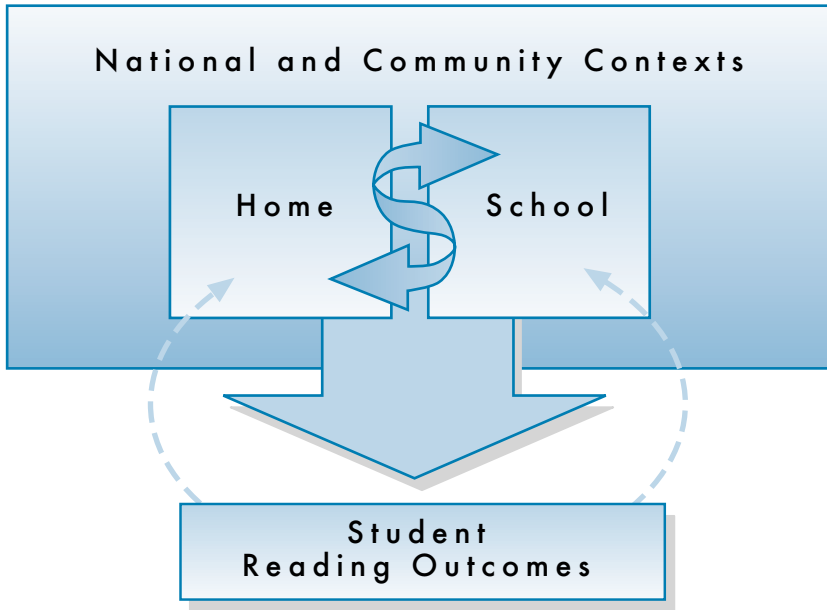 National and Community Contexts
Home
School
Student
Reading Outcomes